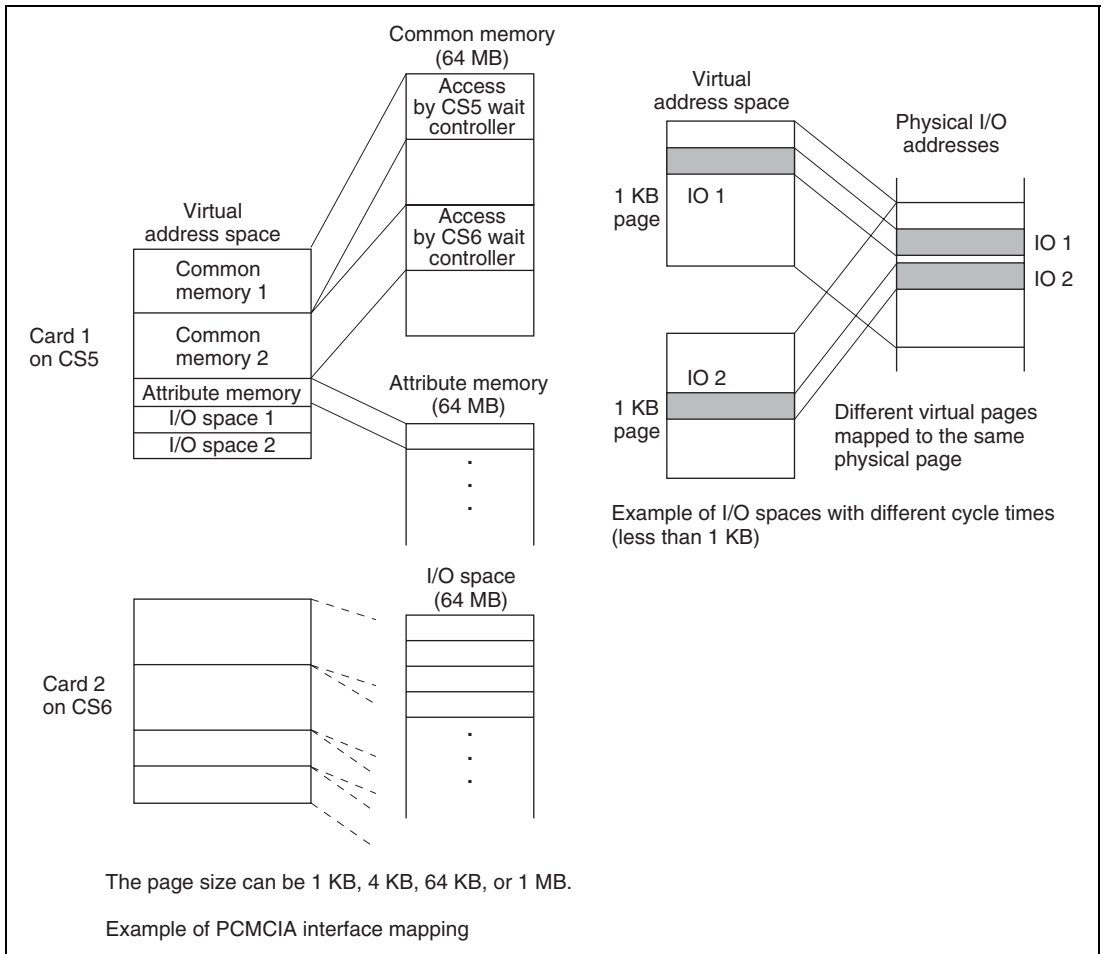 Common memory
(64 MB)
Access
by CS5 wait
controller
Access
by CS6 wait
controller
Virtual
address space
Common
memory 1
Common
memory 2
Attribute memory
I/O space 1
I/O space 2
Card 1
on CS5
Attribute memory
(64 MB)
I/O space
(64 MB)
Card 2
on CS6
The page size can be 1 KB, 4 KB, 64 KB, or 1 MB.
Example of PCMCIA interface mapping
Virtual
address space
Physical I/O
addresses
1 KB
page
IO 1
IO 1
IO 2
1 KB
page
IO 2
Different virtual pages
mapped to the same
physical page
Example of I/O spaces with different cycle times
(less than 1 KB)